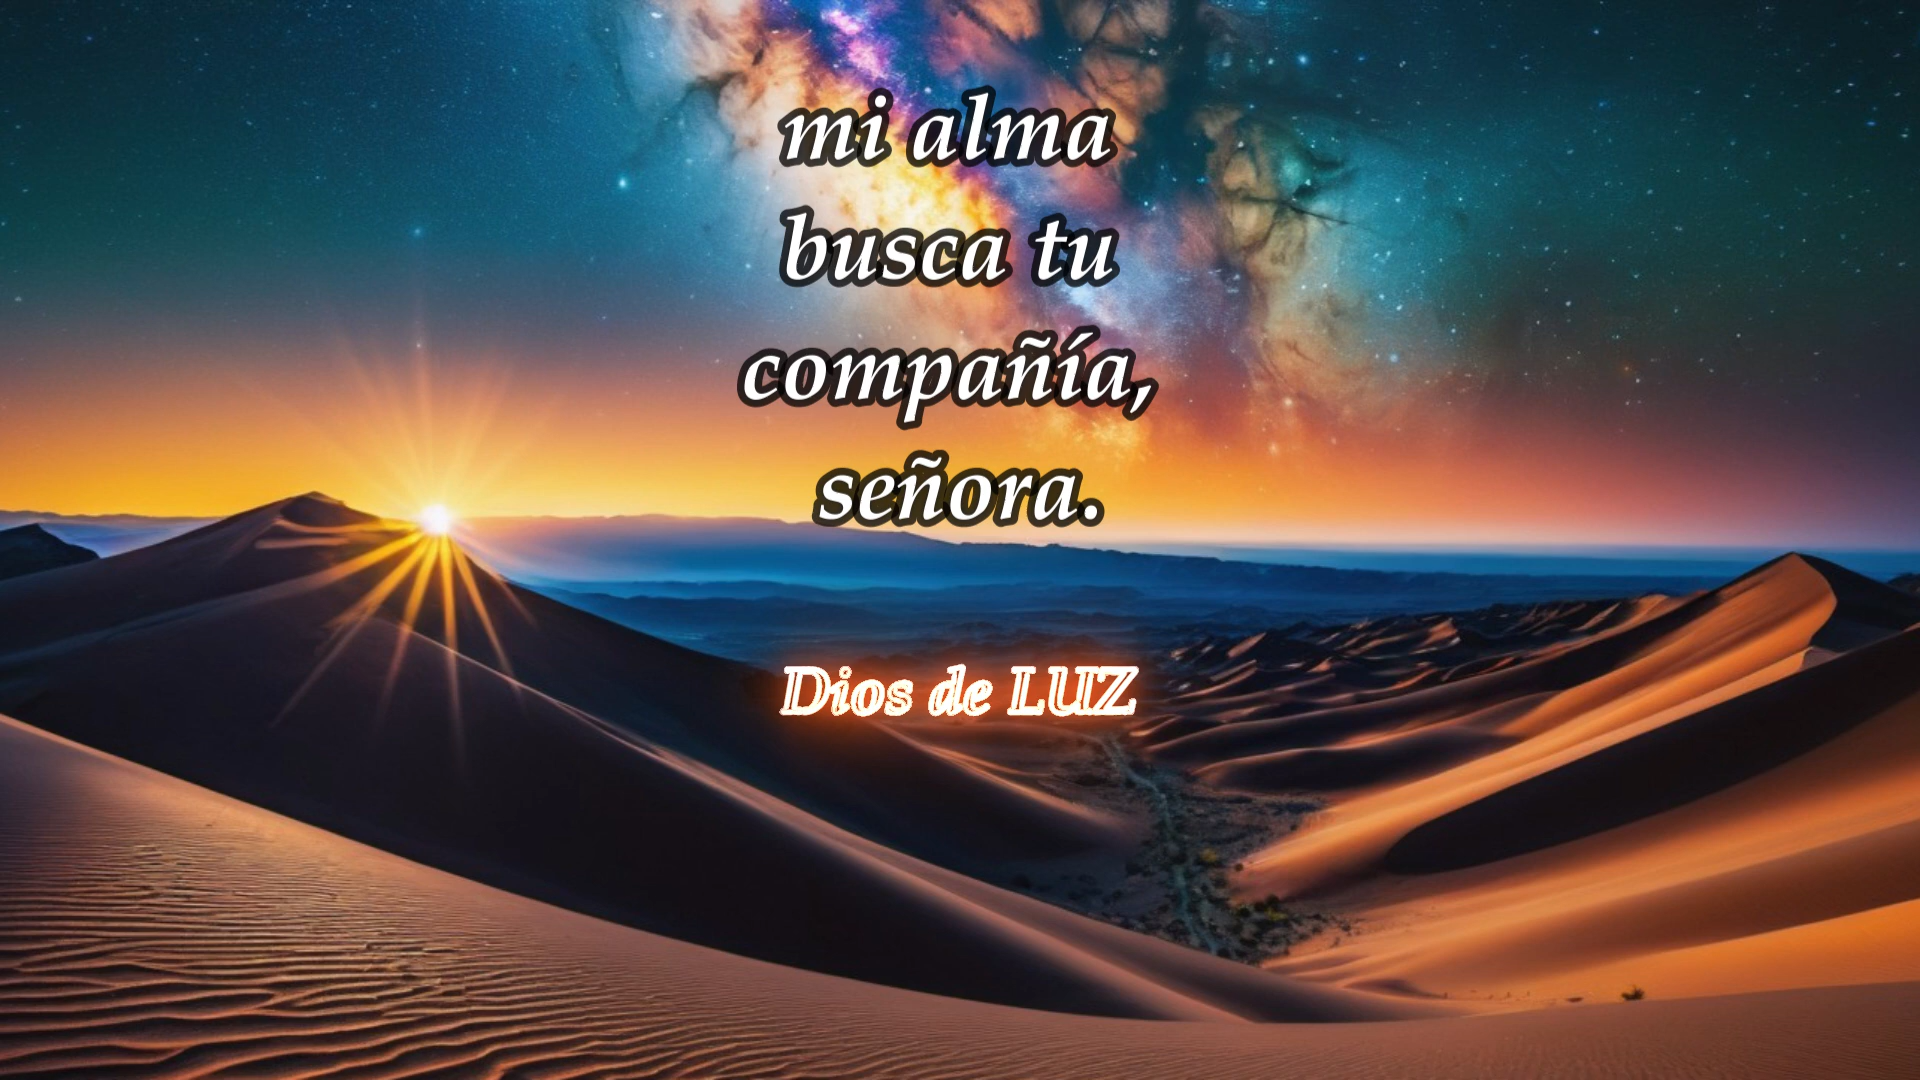 mi alma
busca tu
compañía,
señora.
Dios de LUZ